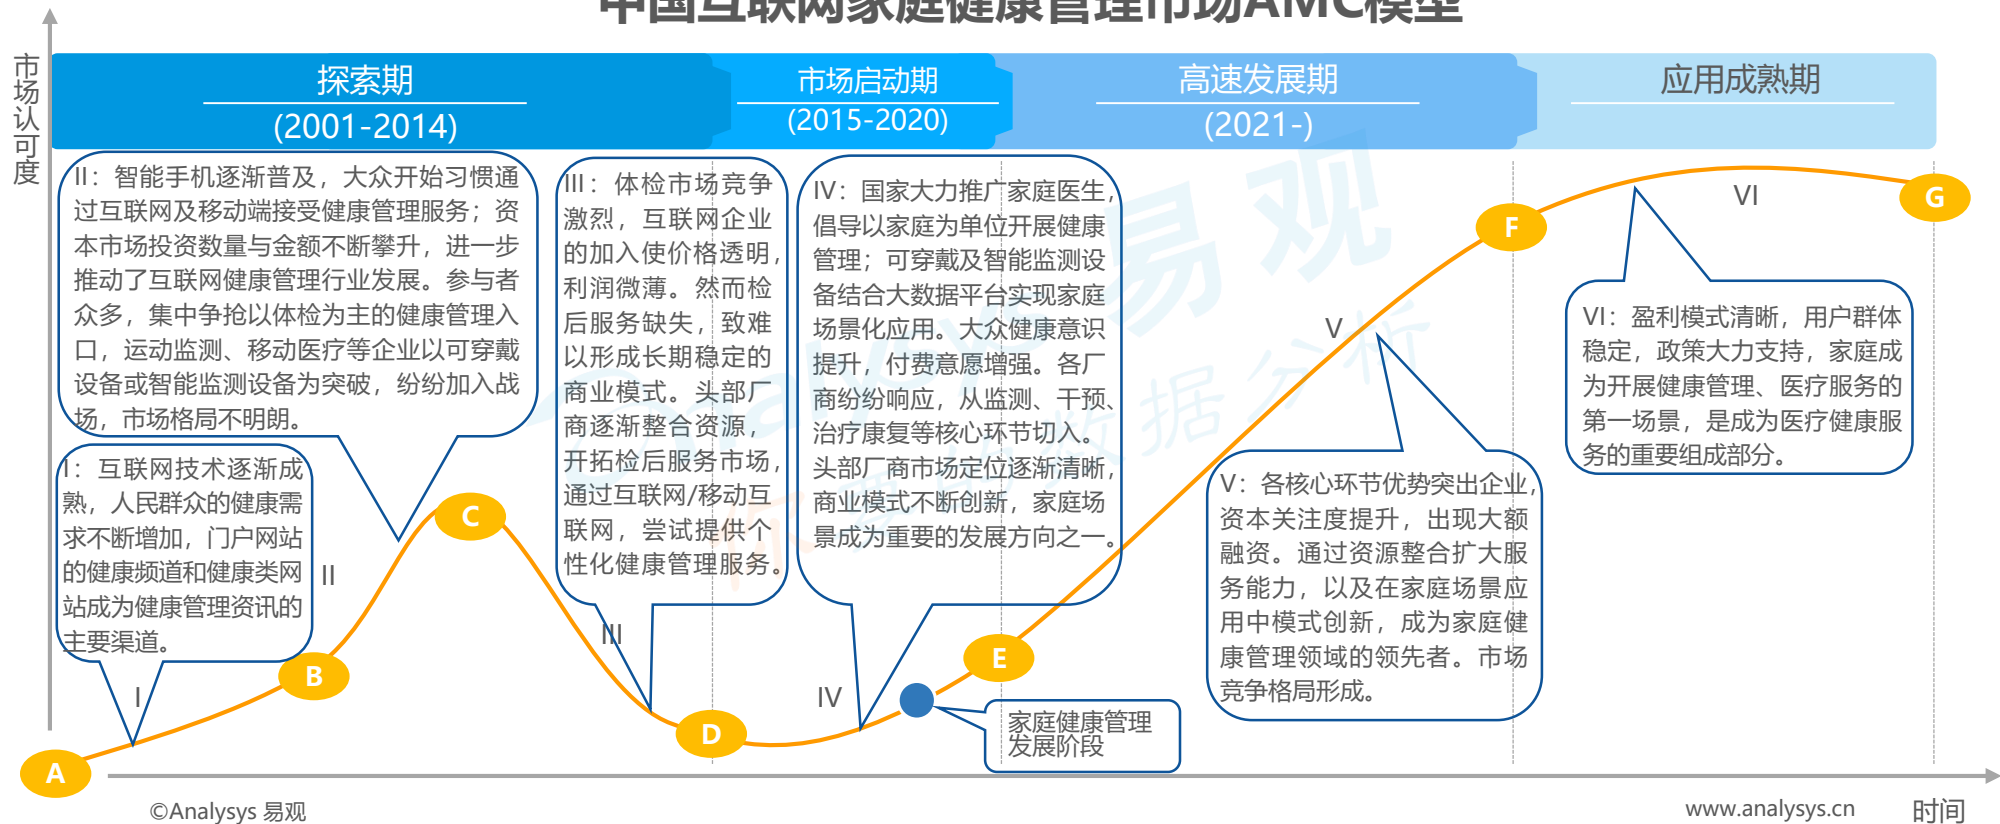 中国互联网家庭健康管理市场AMC模型
市场认可度
探索期
(2001-2014)
市场启动期
(2015-2020)
高速发展期
(2021-)
应用成熟期
II：智能手机逐渐普及，大众开始习惯通
过互联网及移动端接受健康管理服务；资
本市场投资数量与金额不断攀升，进一步
推动了互联网健康管理行业发展。参与者
众多，集中争抢以体检为主的健康管理入
口，运动监测、移动医疗等企业以可穿戴
设备或智能监测设备为突破，纷纷加入战
场，市场格局不明朗。
I：互联网技术逐渐成
熟，人民群众的健康需
求不断增加，门户网站
的健康频道和健康类网
站成为健康管理资讯的
主要渠道。
III：体检市场竞争
激烈，互联网企业
的加入使价格透明，
利润微薄。然而检
后服务缺失，致难
以形成长期稳定的
商业模式。头部厂
商逐渐整合资源，
开拓检后服务市场，
通过互联网/移动互
联网，尝试提供个
性化健康管理服务。
IV：国家大力推广家庭医生，
倡导以家庭为单位开展健康
管理；可穿戴及智能监测设
备结合大数据平台实现家庭
场景化应用。大众健康意识
提升，付费意愿增强。各厂
商纷纷响应，从监测、干预、
治疗康复等核心环节切入。
头部厂商市场定位逐渐清晰，
商业模式不断创新，家庭场
景成为重要的发展方向之一。
V：各核心环节优势突出企业，
资本关注度提升，出现大额
融资。通过资源整合扩大服
务能力，以及在家庭场景应
用中模式创新，成为家庭健
康管理领域的领先者。市场
竞争格局形成。
VI：盈利模式清晰，用户群体
稳定，政策大力支持，家庭成
为开展健康管理、医疗服务的
第一场景，是成为医疗健康服
务的重要组成部分。
A
I
B
II
C
III
D
IV
E
V
F
VI
G
家庭健康管理
发展阶段
nalysys 易观
你要的数据分析
©Analysys 易观
www.analysys.cn
时间